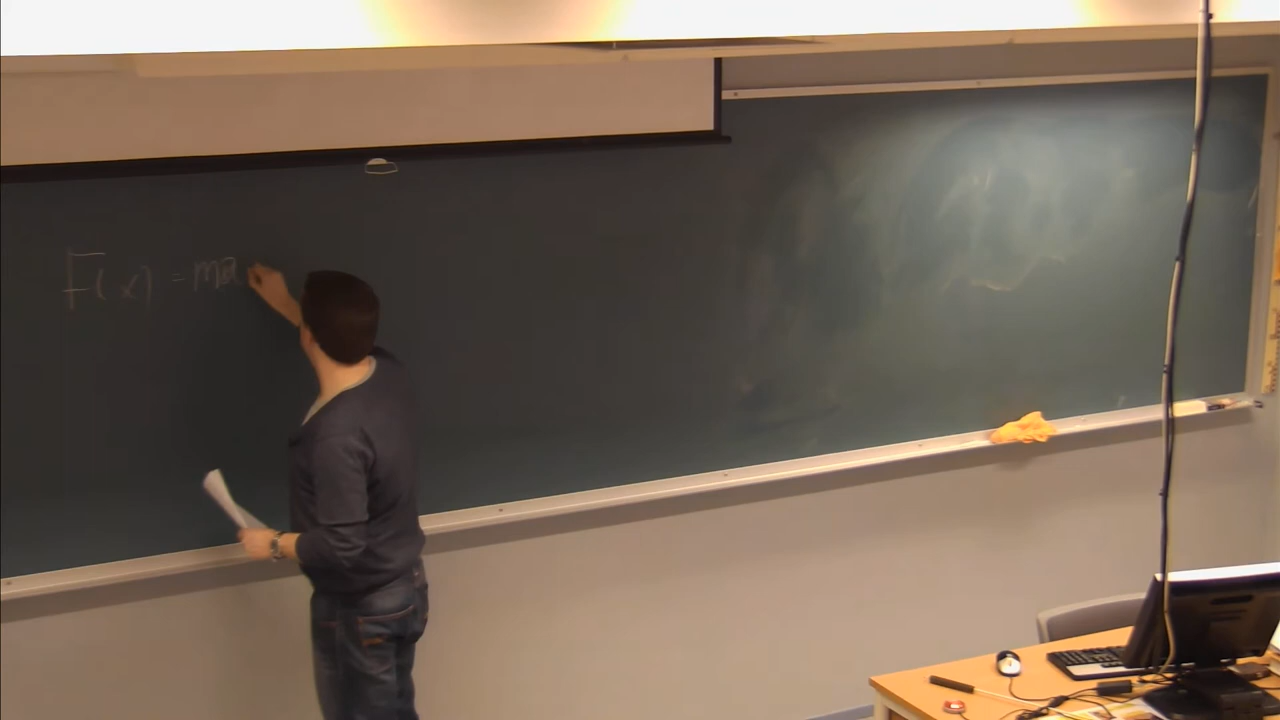 F(x) = ma